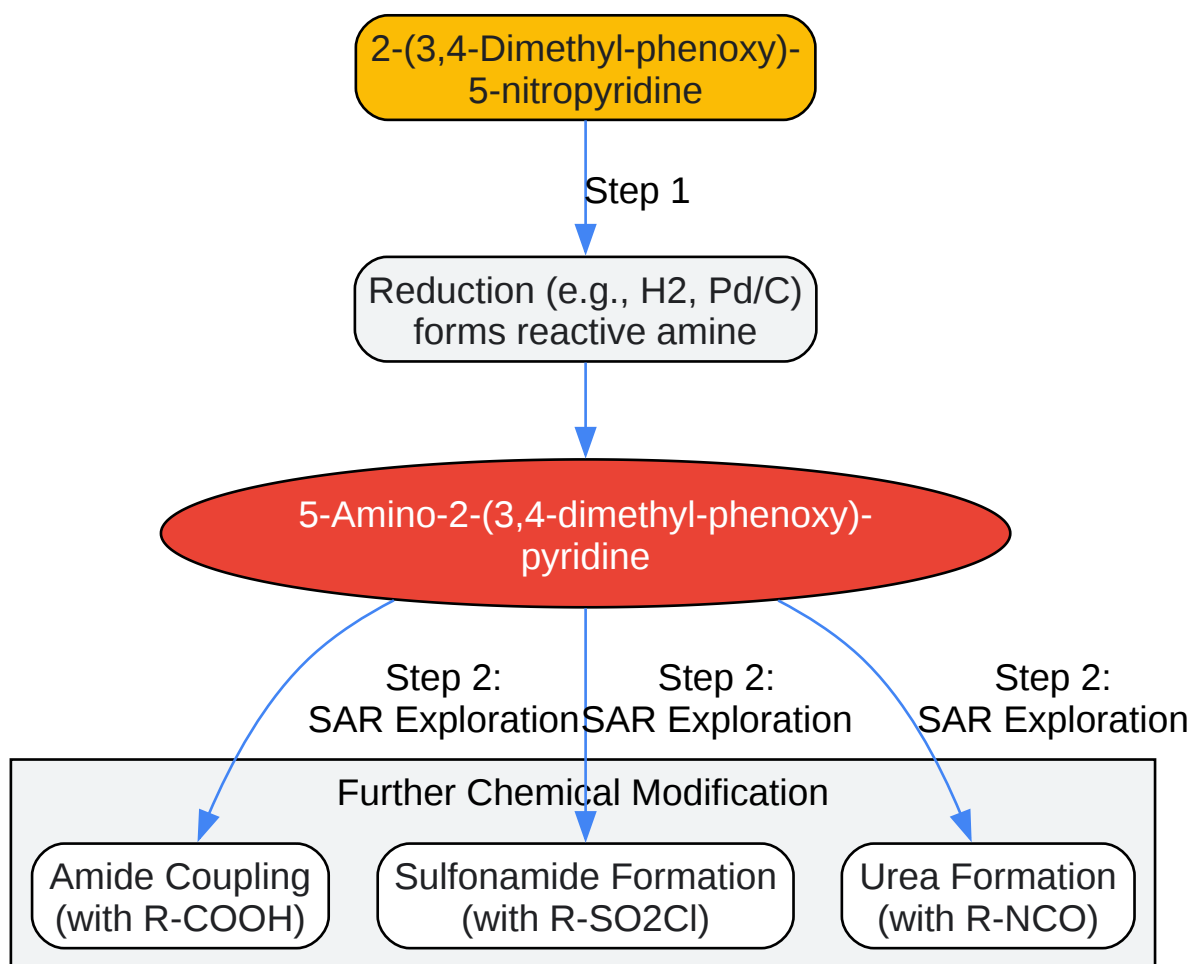 2-(3,4-Dimethyl-phenoxy)-
5-nitropyridine
Step 1
Reduction (e.g., H2, Pd/C)
forms reactive amine
5-Amino-2-(3,4-dimethyl-phenoxy)-
pyridine
Step 2:
SAR Exploration
Step 2:
SAR Exploration
Step 2:
SAR Exploration
Further Chemical Modification
Amide Coupling
(with R-COOH)
Sulfonamide Formation
(with R-SO2Cl)
Urea Formation
(with R-NCO)